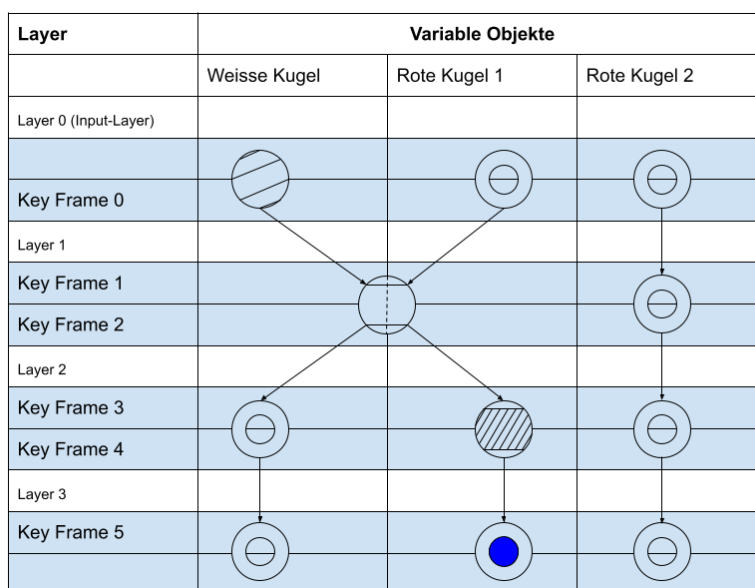 Layer Variable Objekte
Weisse Kugel Rote Kugel 1 Rote Kugel 2
Layer 0 (Input-Layer)
Key Frame 0
Layer 1
Key Frame 1
Key Frame 2
Layer 2
Key Frame 3
Key Frame 4
Layer 3
Key Frame 5